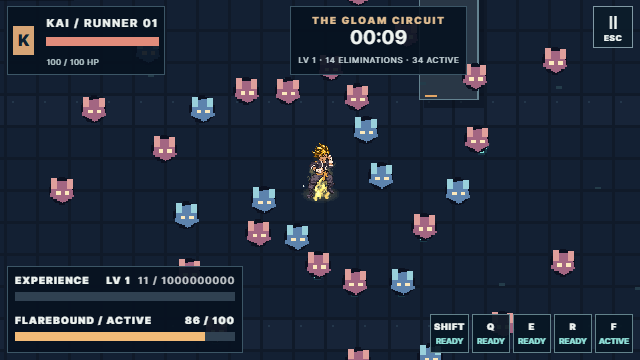 K
KAI / RUNNER 01
100 / 100 HP
THE GLOAM CIRCUIT
00:09
LV 1 · 14 ELIMINATIONS · 34 ACTIVE
II
ESC
EXPERIENCE LV 1 11 / 1000000000
FLAREBOUND / ACTIVE 86 / 100
SHIFT Q E R F
READY READY READY READY ACTIVE